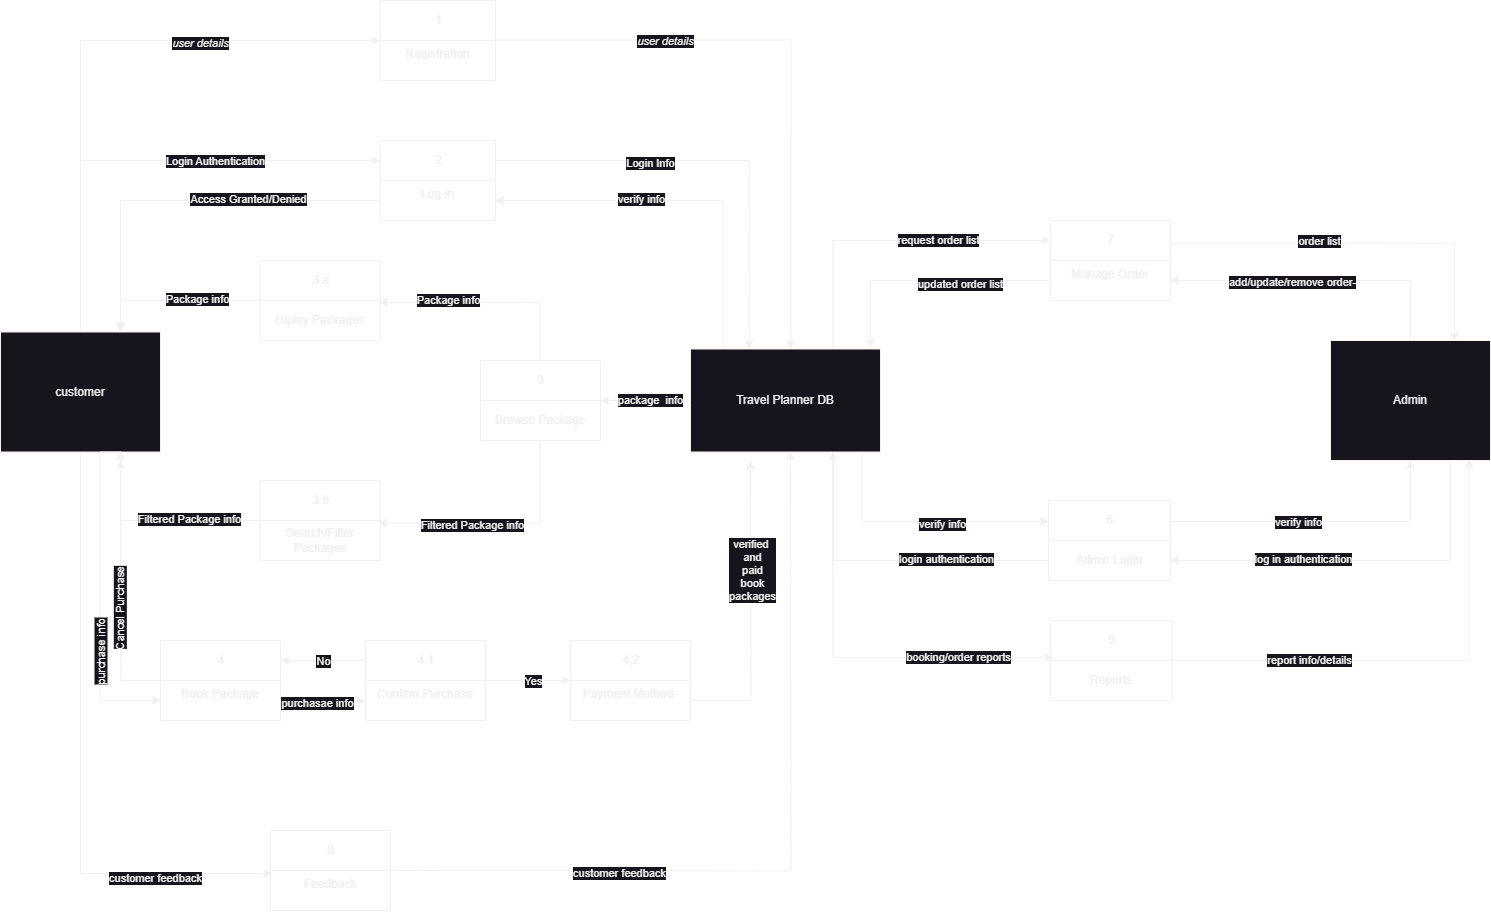 1
Registration
user details
user details
2
Log-in
Login Authentication
Login Info
Access Granted/Denied
verify info
3.a
Diplay Packages
Package info
Package info
request order list
7
Manage Order
order list
updated order list
add/update/remove order-
customer
3
Browse Package
package  info
Travel Planner DB
Admin
3.b
Search/Filter
Packages
Filtered Package info
Filtered Package info
verified
and
paid
book
packages
verify info
6
Admin Login
verify info
login authentication
log in authentication
Cancel Purchase
purchase info
4
Book Package
No
purchasae info
4.1
Confirm Purchase
Yes
4,2
Payment Method-
booking/order reports
5
Reports
report info/details
8
Feedback
customer feedback
customer feedback